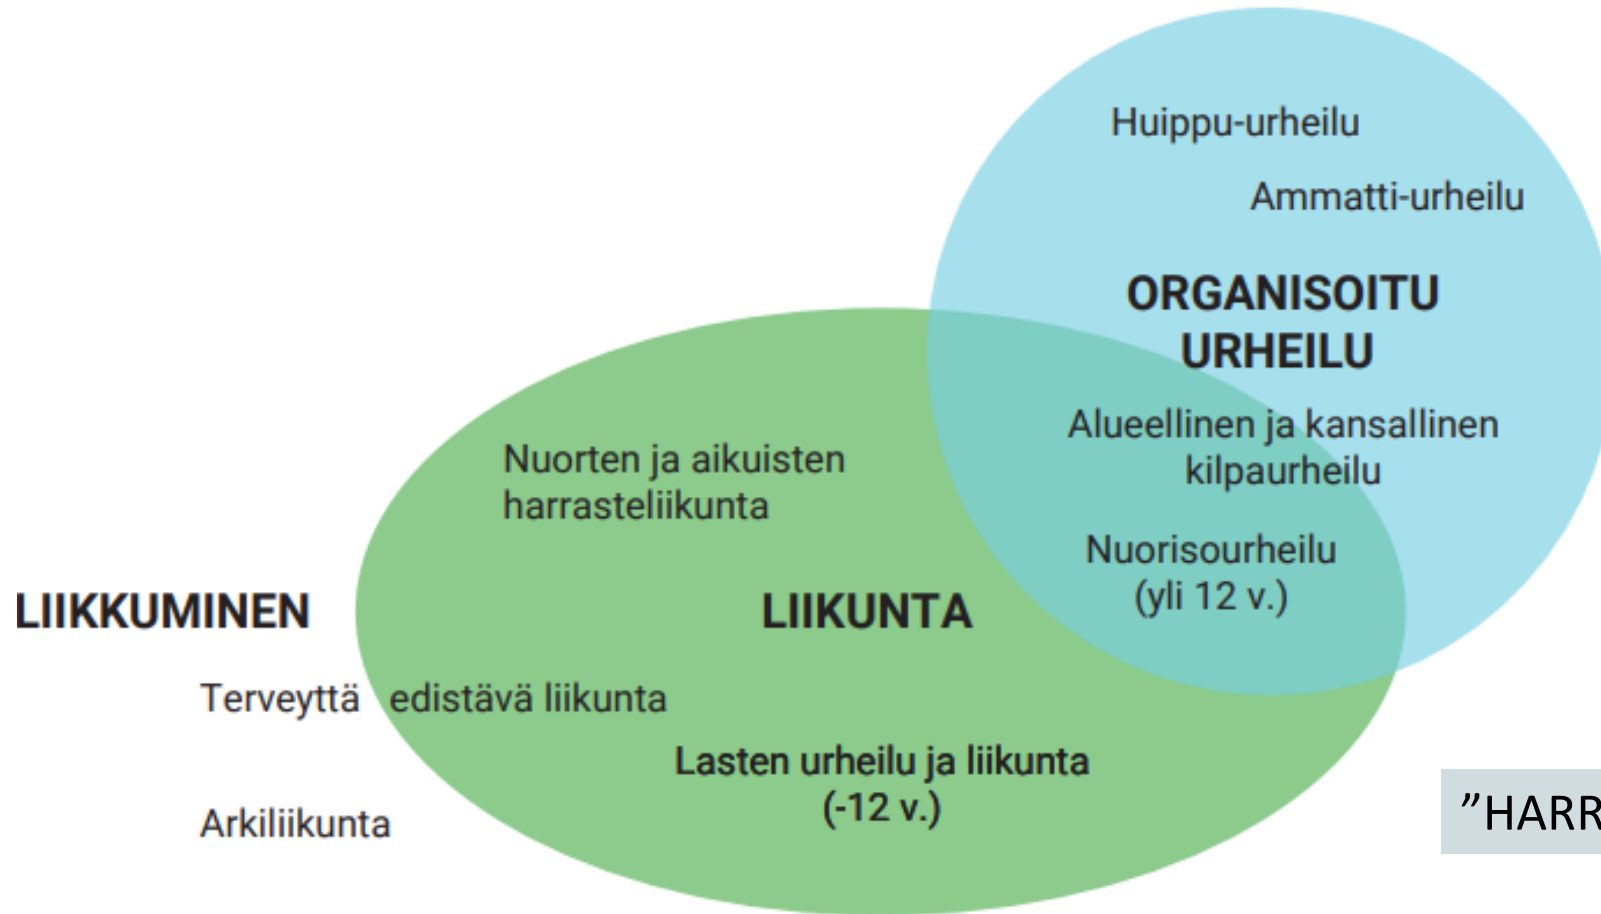 Huippu-urheilu
Ammatti-urheilu
ORGANISOITU
URHEILU
Alueellinen ja kansallinen
kilpaurheilu
Nuorten ja aikuisten
harrasteliikunta
Nuorisourheilu
(yli 12 v.)
LIIKKUMINEN
LIIKUNTA
Terveyttä edistävä liikunta
Lasten urheilu ja liikunta
(-12 v.)
Arkiliikunta
”HARR